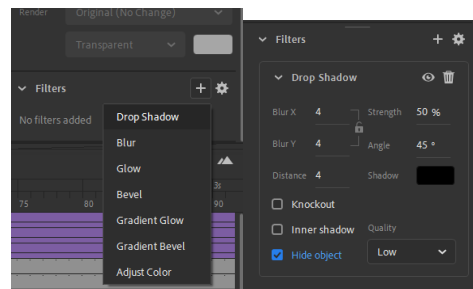 Render Original (No Change)
Transparent
Filters
No filters added
Drop Shadow
Blur
Glow
Bevel
Gradient Glow
Gradient Bevel
Adjust Color
3s
75 80 90
Filters
Drop Shadow
Blur X 4 Strength 50 %
Blur Y 4 Angle 45 °
Distance 4 Shadow
Knockout
Inner shadow Quality
Hide object Low